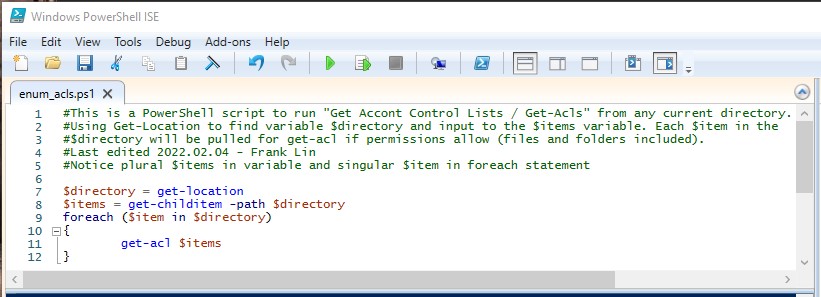 Windows PowerShell ISE
File Edit View Tools Debug Add-ons Help
enum_acls.ps1 X
1 #This is a PowerShell script to run "Get Accont Control Lists / Get-Acls" from any current directory.
2 #Using Get-Location to find variable $directory and input to the $items variable. Each $item in the
3 #$directory will be pulled for get-acl if permissions allow (files and folders included).
4 #Last edited 2022.02.04 - Frank Lin
5 #Notice plural $items in variable and singular $item in foreach statement
6
7 $directory = get-location
8 $items = get-childitem -path $directory
9 foreach ($item in $directory)
10 {
11 get-acl $items
12 }